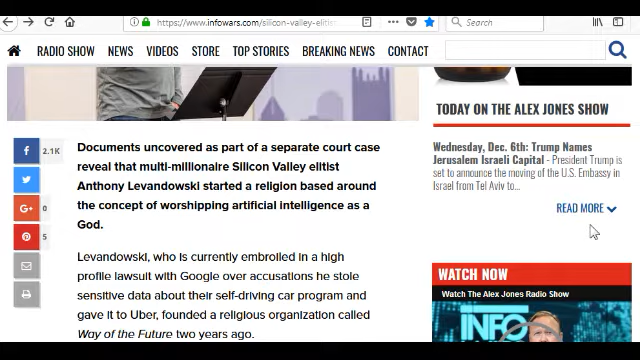 https://www.infowars.com/silicon-valley-elitist
Search
RADIO SHOW NEWS VIDEOS STORE TOP STORIES BREAKING NEWS CONTACT
TODAY ON THE ALEX JONES SHOW
2.1K
Documents uncovered as part of a separate court case
reveal that multi-millionaire Silicon Valley elitist
Anthony Levandowski started a religion based around
the concept of worshipping artificial intelligence as a
God.
0
5
Levandowski, who is currently embroiled in a high
profile lawsuit with Google over accusations he stole
sensitive data about their self-driving car program and
gave it to Uber, founded a religious organization called
Way of the Future two years ago.
Wednesday, Dec. 6th: Trump Names
Jerusalem Israeli Capital - President Trump is
set to announce the moving of the U.S. Embassy in
Israel from Tel Aviv to...
READ MORE
WATCH NOW
Watch The Alex Jones Radio Show
INFO